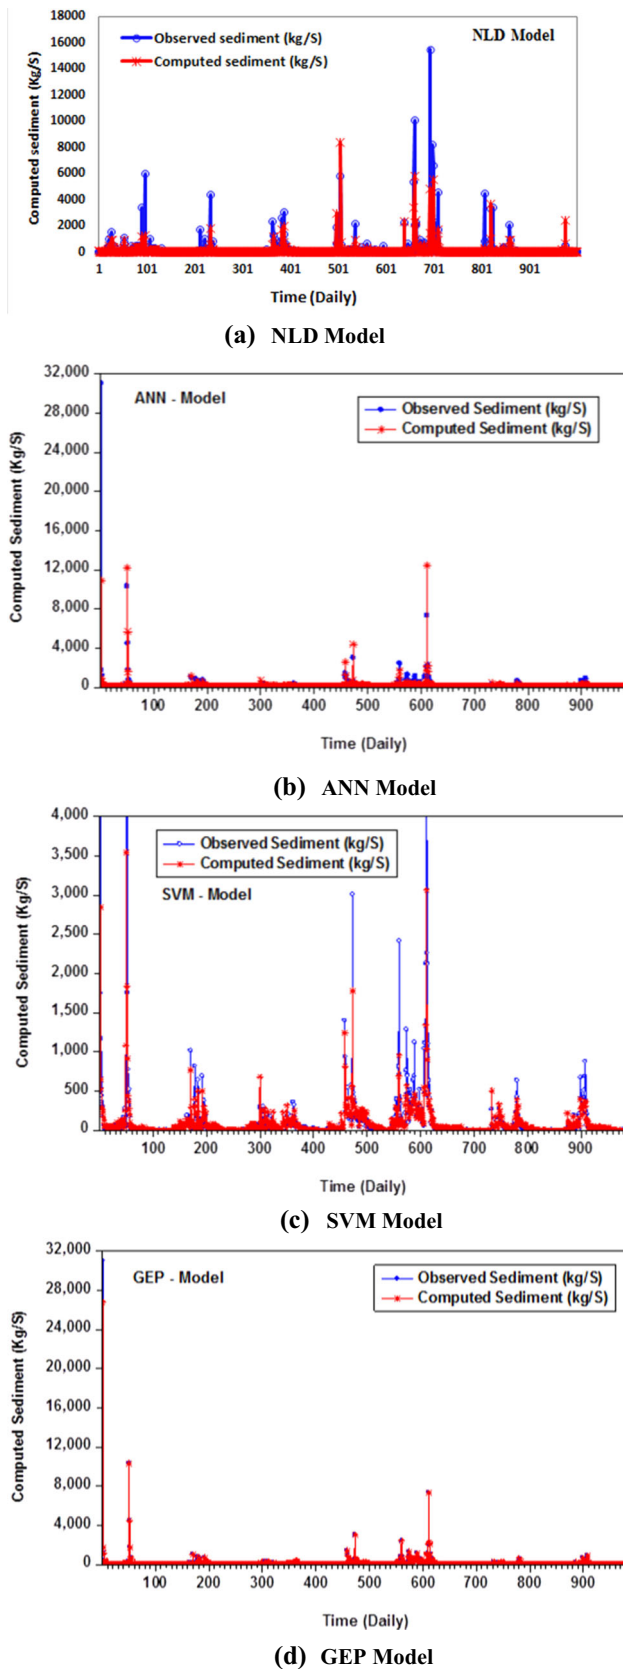 18000
NLD Model
Observed sediment (kg/S)
Computed sediment (kg/S)
16000
14000
12000
10000
8000
6000
4000
2000
0
Computed sediment (Kg/S)
1 101 201 301 401 501 601 701 801 901
Time (Daily)
(a) NLD Model
32,000
ANN - Model
Observed Sediment (kg/S)
Computed Sediment (kg/S)
28,000
24,000
20,000
16,000
12,000
8,000
4,000
0
Computed Sediment (Kg/S)
100 200 300 400 500 600 700 800 900
Time (Daily)
(b) ANN Model
4,000
Observed Sediment (kg/S)
Computed Sediment (kg/S)
SVM - Model
3,500
3,000
2,500
2,000
1,500
1,000
500
0
Computed Sediment (Kg/S)
100 200 300 400 500 600 700 800 900
Time (Daily)
(c) SVM Model
32,000
GEP - Model
Observed Sediment (kg/S)
Computed Sediment (kg/S)
28,000
24,000
20,000
16,000
12,000
8,000
4,000
0
Computed Sediment (Kg/S)
100 200 300 400 500 600 700 800 900
Time (Daily)
(d) GEP Model